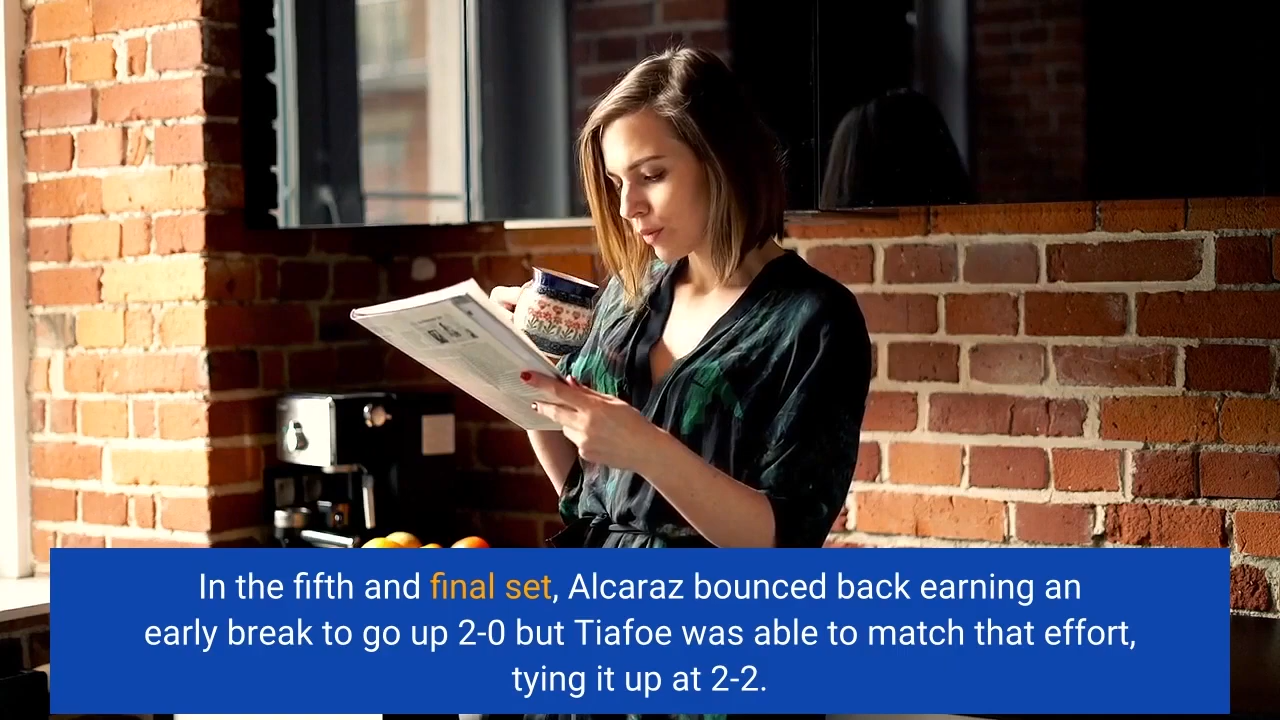 In the fifth and final set, Alcaraz bounced back earning an
early break to go up 2-0 but Tiafoe was able to match that effort,
tying it up at 2-2.